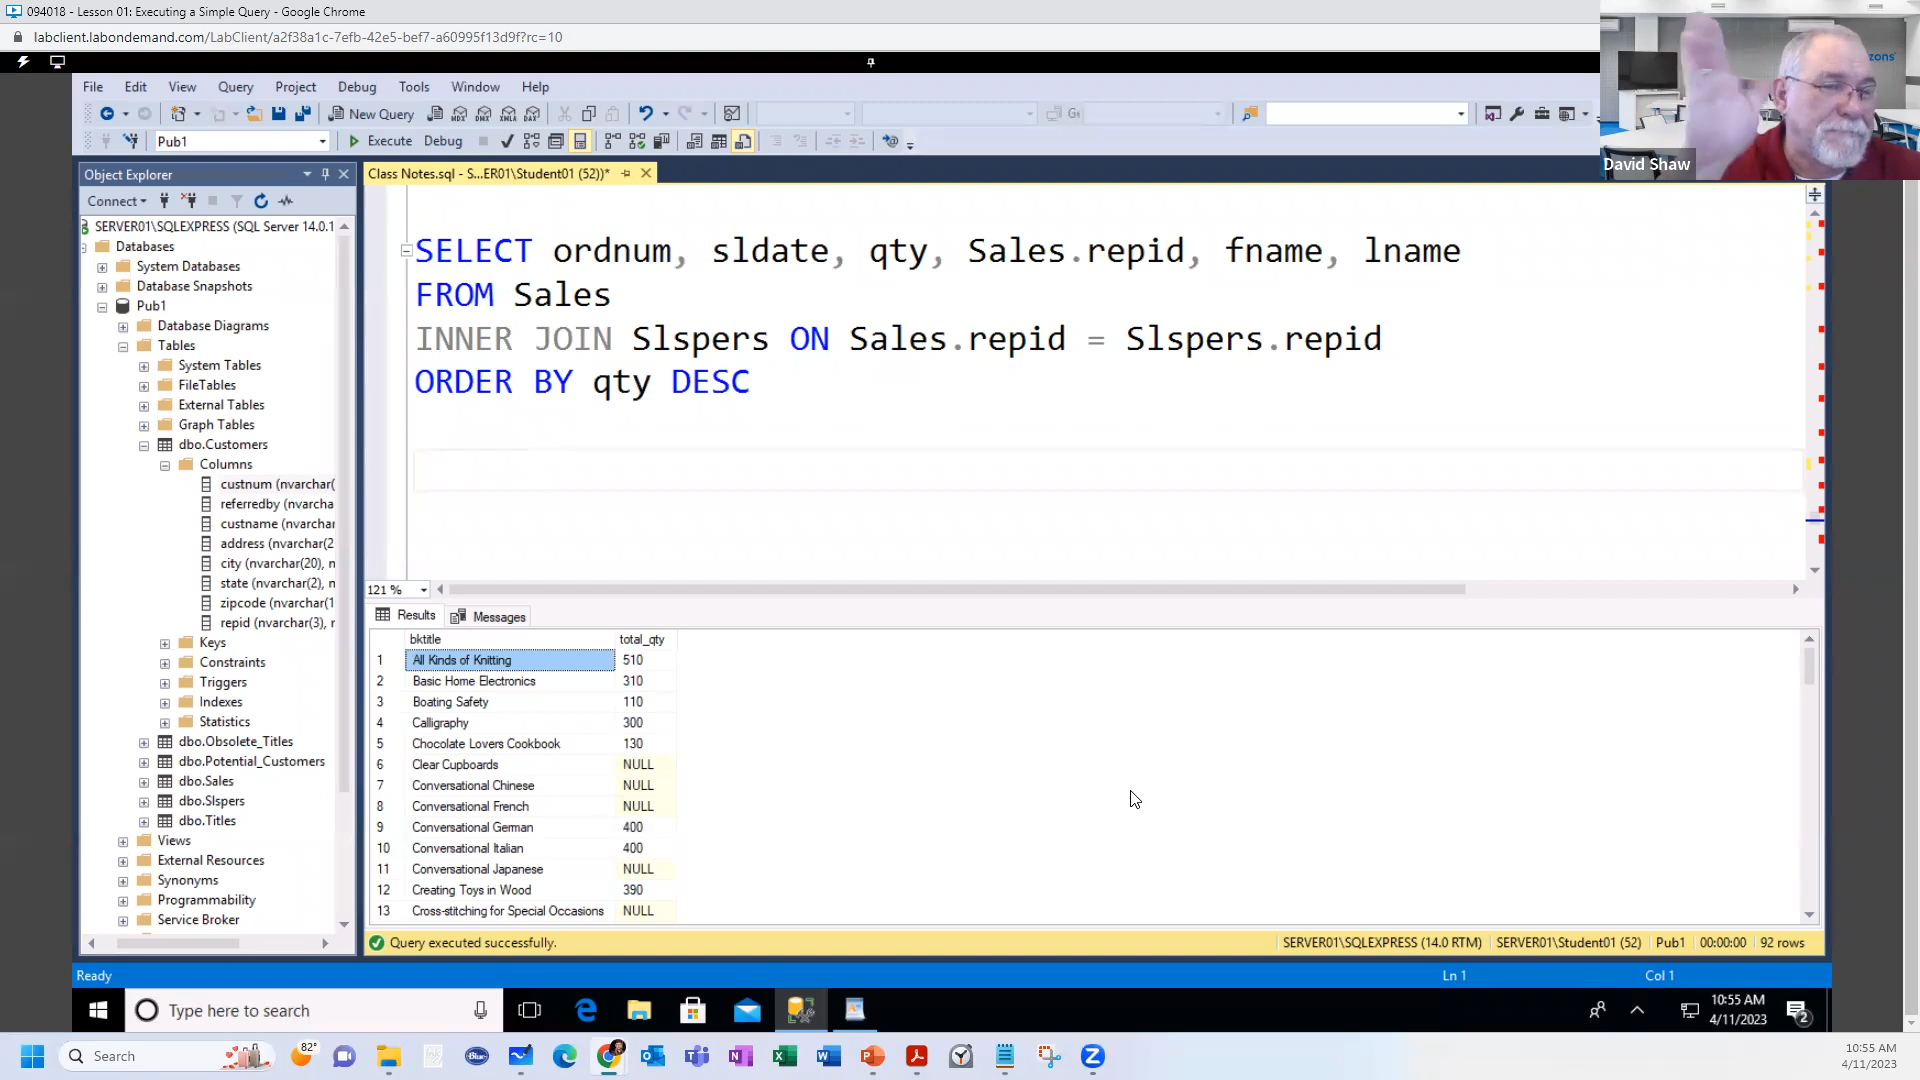 094018 - Lesson 01: Executing a Simple Query - Google Chrome
labclient.labondemand.com/LabClient/a2f38a1c-7efb-42e5-bef7-a60995f13d9f?rc=10
zons
David Shaw
File Edit View Query Project Debug Tools Window Help
New Query
Pub1 Execute Debug
Object Explorer
Class Notes.sql - S...ER01\Student01 (52))*
Connect
SERVER01\SQLEXPRESS (SQL Server 14.0.1
Databases
System Databases
Database Snapshots
Pub1
Database Diagrams
Tables
System Tables
FileTables
External Tables
Graph Tables
dbo.Customers
Columns
custnum (nvarchar(
referredby (nvarcha
custname (nvarchar
address (nvarchar(2
city (nvarchar(20), n
state (nvarchar(2), n
zipcode (nvarchar(1
repid (nvarchar(3), r
Keys
Constraints
Triggers
Indexes
Statistics
dbo.Obsolete_Titles
dbo.Potential_Customers
dbo.Sales
dbo.Slspers
dbo.Titles
Views
External Resources
Synonyms
Programmability
Service Broker
SELECT ordnum, sldate, qty, Sales.repid, fname, lname
FROM Sales
INNER JOIN Slspers ON Sales.repid = Slspers.repid
ORDER BY qty DESC
121 %
Results Messages
bktitle total_qty
1 All Kinds of Knitting 510
2 Basic Home Electronics 310
3 Boating Safety 110
4 Calligraphy 300
5 Chocolate Lovers Cookbook 130
6 Clear Cupboards NULL
7 Conversational Chinese NULL
8 Conversational French NULL
9 Conversational German 400
10 Conversational Italian 400
11 Conversational Japanese NULL
12 Creating Toys in Wood 390
13 Cross-stitching for Special Occasions NULL
Query executed successfully. SERVER01\SQLEXPRESS (14.0 RTM) SERVER01\Student01 (52) Pub1 00:00:00 92 rows
Ready Ln 1 Col 1
Type here to search
10:55 AM
4/11/2023
2
Search
82°
10:55 AM
4/11/2023